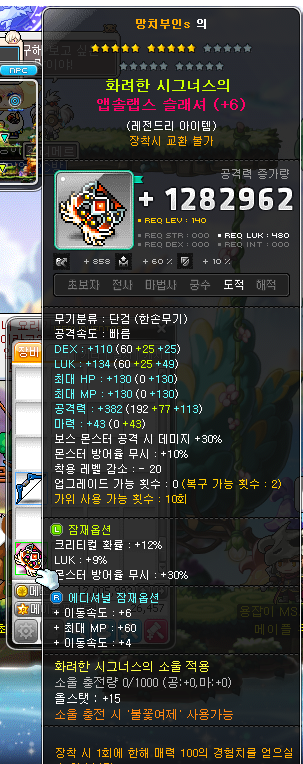 망치부인s 의
화려한 시그너스의
앱솔랩스 슬래셔 (+6)
(레전드리 아이템)
장착시 교환 불가
공격력 증가량
+ 1282962
• REQ LEV : 140
• REQ STR : 000 • REQ LUK : 480
• REQ DEX : 000 • REQ INT : 000
+ 858 + 60 % + 10 %
초보자 전사 마법사 궁수 도적 해적
무기분류 : 단검 (한손무기)
공격속도 : 빠름
DEX : +110 (60 +25 +25)
LUK : +134 (60 +25 +49)
최대 HP : +130 (0 +130)
최대 MP : +130 (0 +130)
공격력 : +382 (192 +77 +113)
마력 : +43 (0 +43)
보스 몬스터 공격 시 데미지 +30%
몬스터 방어율 무시 : +10%
착용 레벨 감소 : - 20
업그레이드 가능 횟수 : 0 (복구 가능 횟수 : 2)
가위 사용 가능 횟수 : 10회
L 잠재옵션
크리티컬 확률 : +12%
LUK : +9%
몬스터 방어율 무시 : +30%
에디셔널 잠재옵션
+ 이동속도 : +6
+ 최대 MP : +60
+ 이동속도 : +4
화려한 시그너스의 소울 적용
소울 충전량 0/1000 (공:+0,마:+0)
올스탯 : +15
소울 충전 시 '불꽃여제' 사용가능
장착 시 1회에 한해 매력 100의 경험치를 얻으실
NPC
장비
메이플